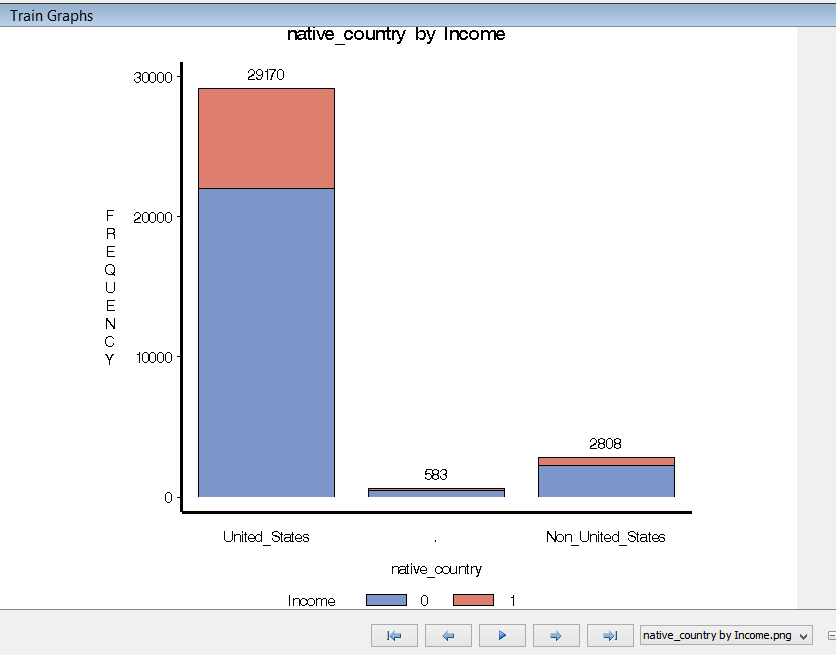 Train Graphs
native_country by Income
30000
29170
20000
FREQUENCY
10000
2808
583
0
United_States . Non_United_States
native_country
Income 0 1
native_country by Income.png